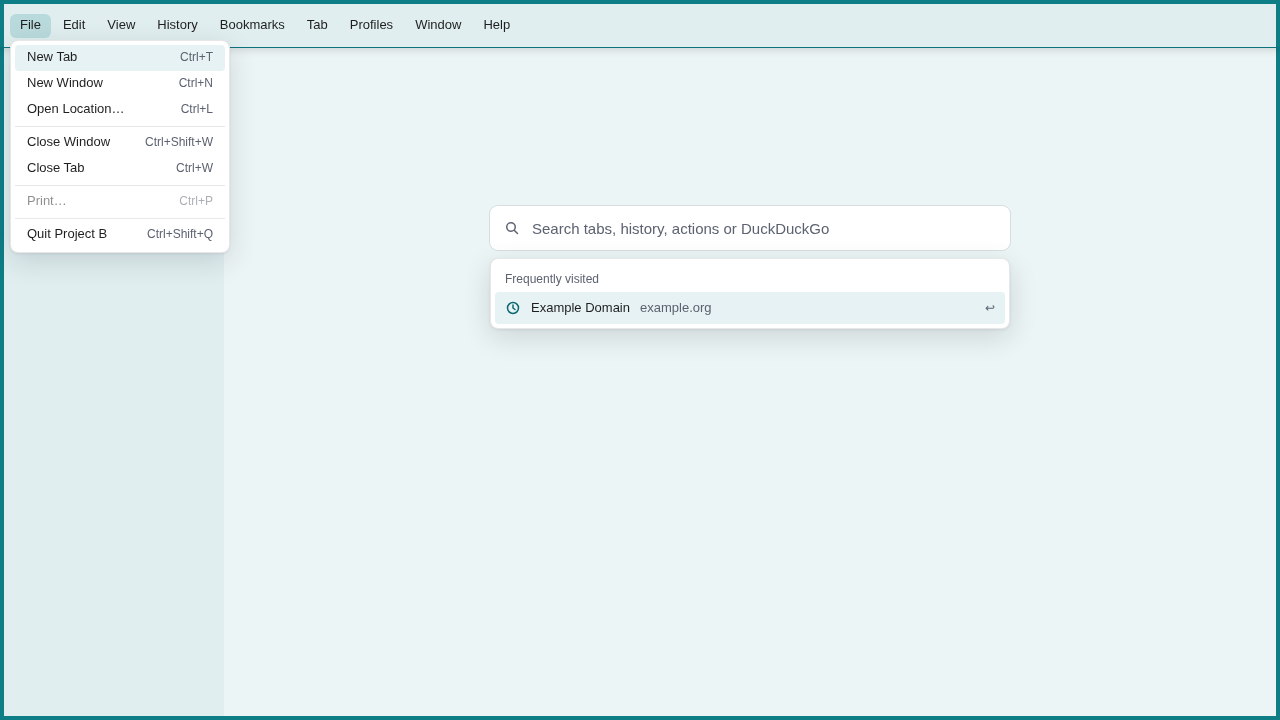 File Edit View History Bookmarks Tab Profiles Window Help
New Tab Ctrl+T
New Window Ctrl+N
Open Location… Ctrl+L
Close Window Ctrl+Shift+W
Close Tab Ctrl+W
Print… Ctrl+P
Quit Project B Ctrl+Shift+Q
Search tabs, history, actions or DuckDuckGo
Frequently visited
Example Domain example.org